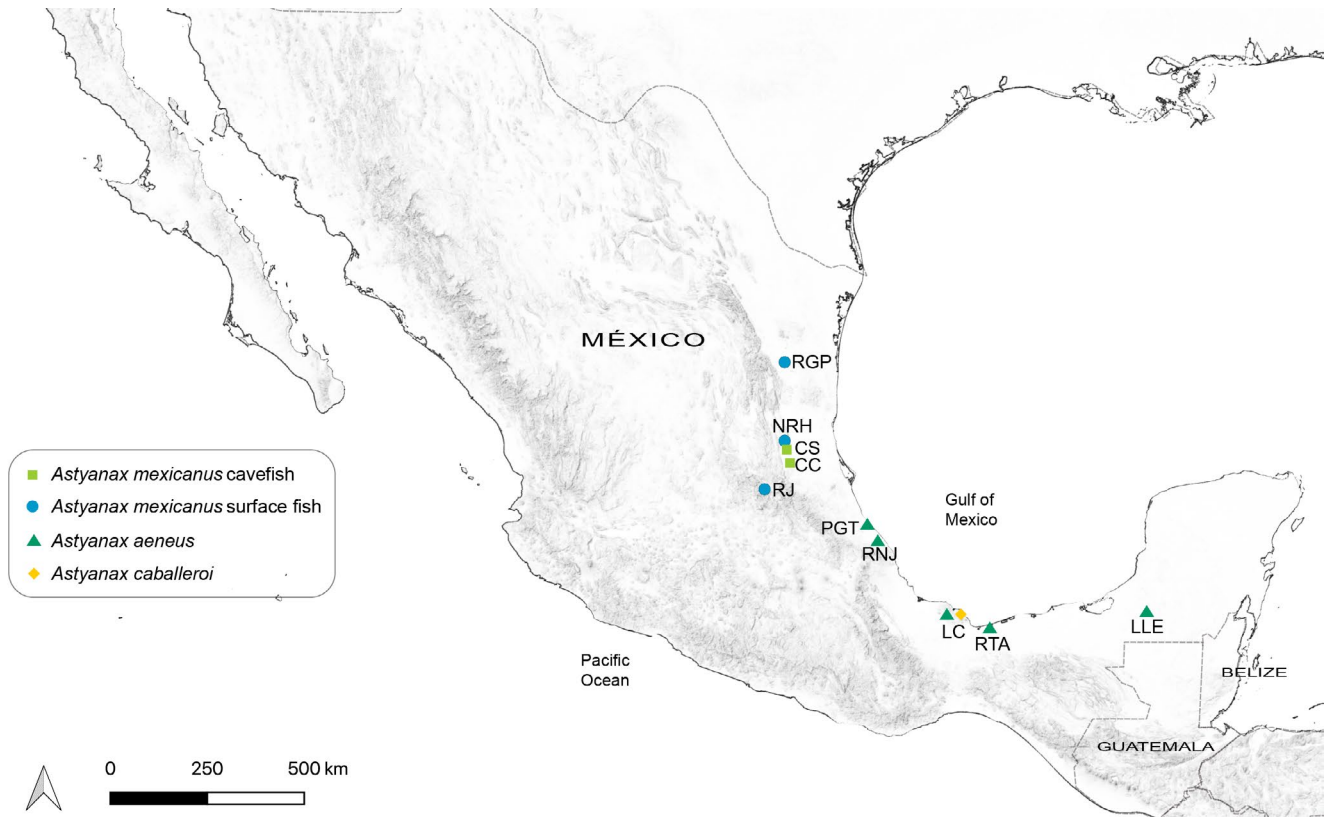 MÉXICO
RGP
NRH
CS
CC
RJ
PGT
RNJ
Gulf of
Mexico
LC
RTA
LLE
BELIZE
GUATEMALA
Pacific
Ocean
Astyanax mexicanus cavefish
Astyanax mexicanus surface fish
Astyanax aeneus
Astyanax caballeroi
0 250 500 km